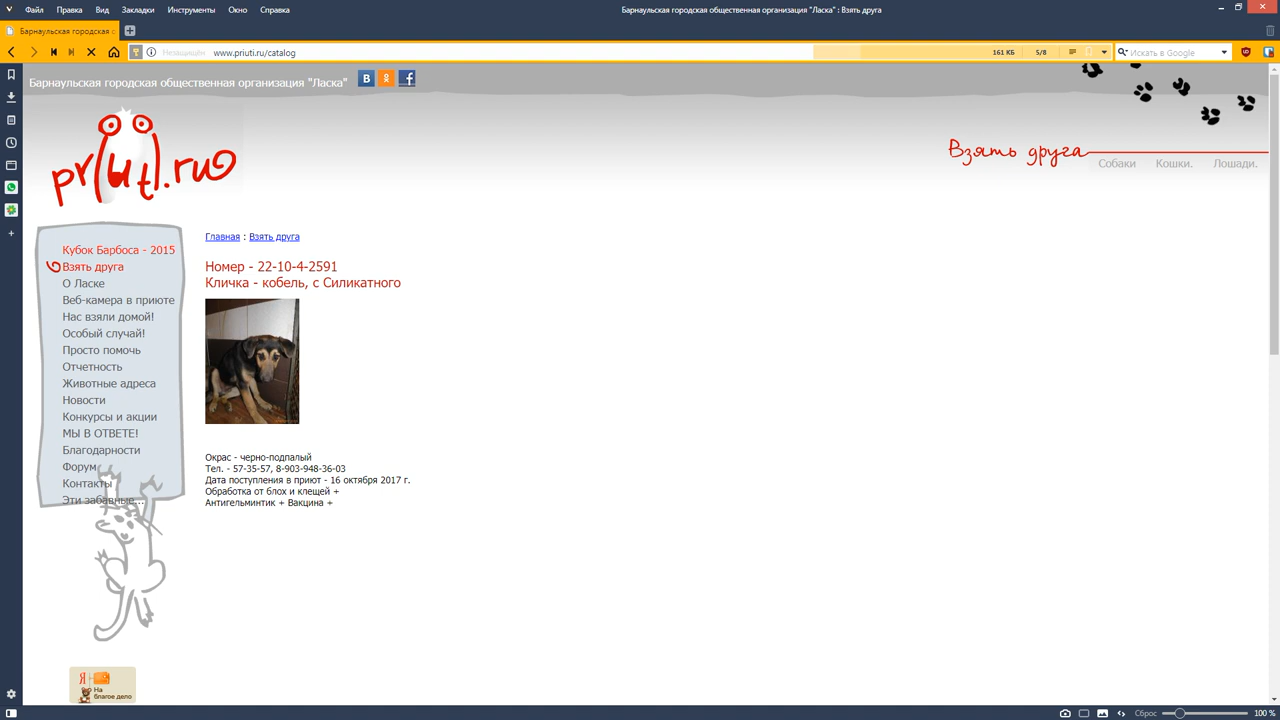 Файл Правка Вид Закладки Инструменты Окно Справка
Барнаульская городская общественная организация "Ласка" : Взять друга
Барнаульская городская
Незащищён www.priuti.ru/catalog
161 КБ 5/8
Искать в Google
Барнаульская городская общественная организация "Ласка"
priuti.ru
Взять друга
Собаки Кошки. Лошади.
Кубок Барбоса - 2015
Взять друга
О Ласке
Веб-камера в приюте
Нас взяли домой!
Особый случай!
Просто помочь
Отчетность
Животные адреса
Новости
Конкурсы и акции
МЫ В ОТВЕТЕ!
Благодарности
Форум
Контакты
Эти забавные...
Главная : Взять друга
Номер - 22-10-4-2591
Кличка - кобель, с Силикатного
Окрас - черно-подпалый
Тел. - 57-35-57, 8-903-948-36-03
Дата поступления в приют - 16 октября 2017 г.
Обработка от блох и клещей +
Антигельминтик + Вакцина +
Я
На
благое дело
Сброс 100 %